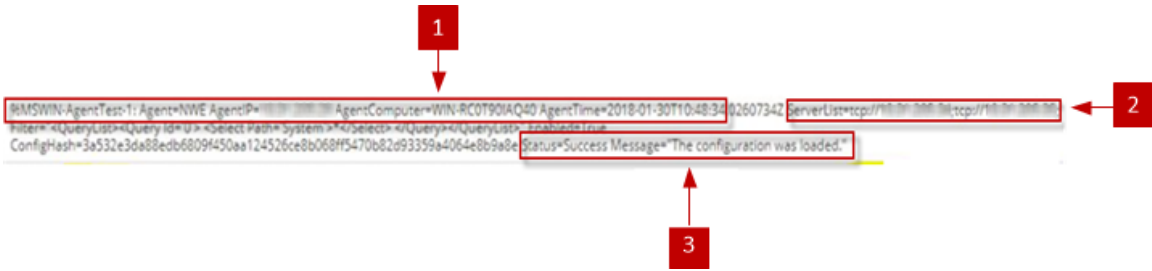 1
%MSWIN-AgentTest-1: Agent=NWE AgentIP= AgentComputer=WIN-RC0T90IAQ40 AgentTime=2018-01-30T10:48:34.0260734Z ServerList=tcp:// ;tcp://
2
Filter="<QueryList><Query Id="0"><Select Path="System">*</Select> </Query></QueryList>" Enabled=True
ConfigHash=3a532e3da88edb6809f450aa124526ce8b068ff5470b82d93359a4064e8b9a8e Status=Success Message="The configuration was loaded."
3